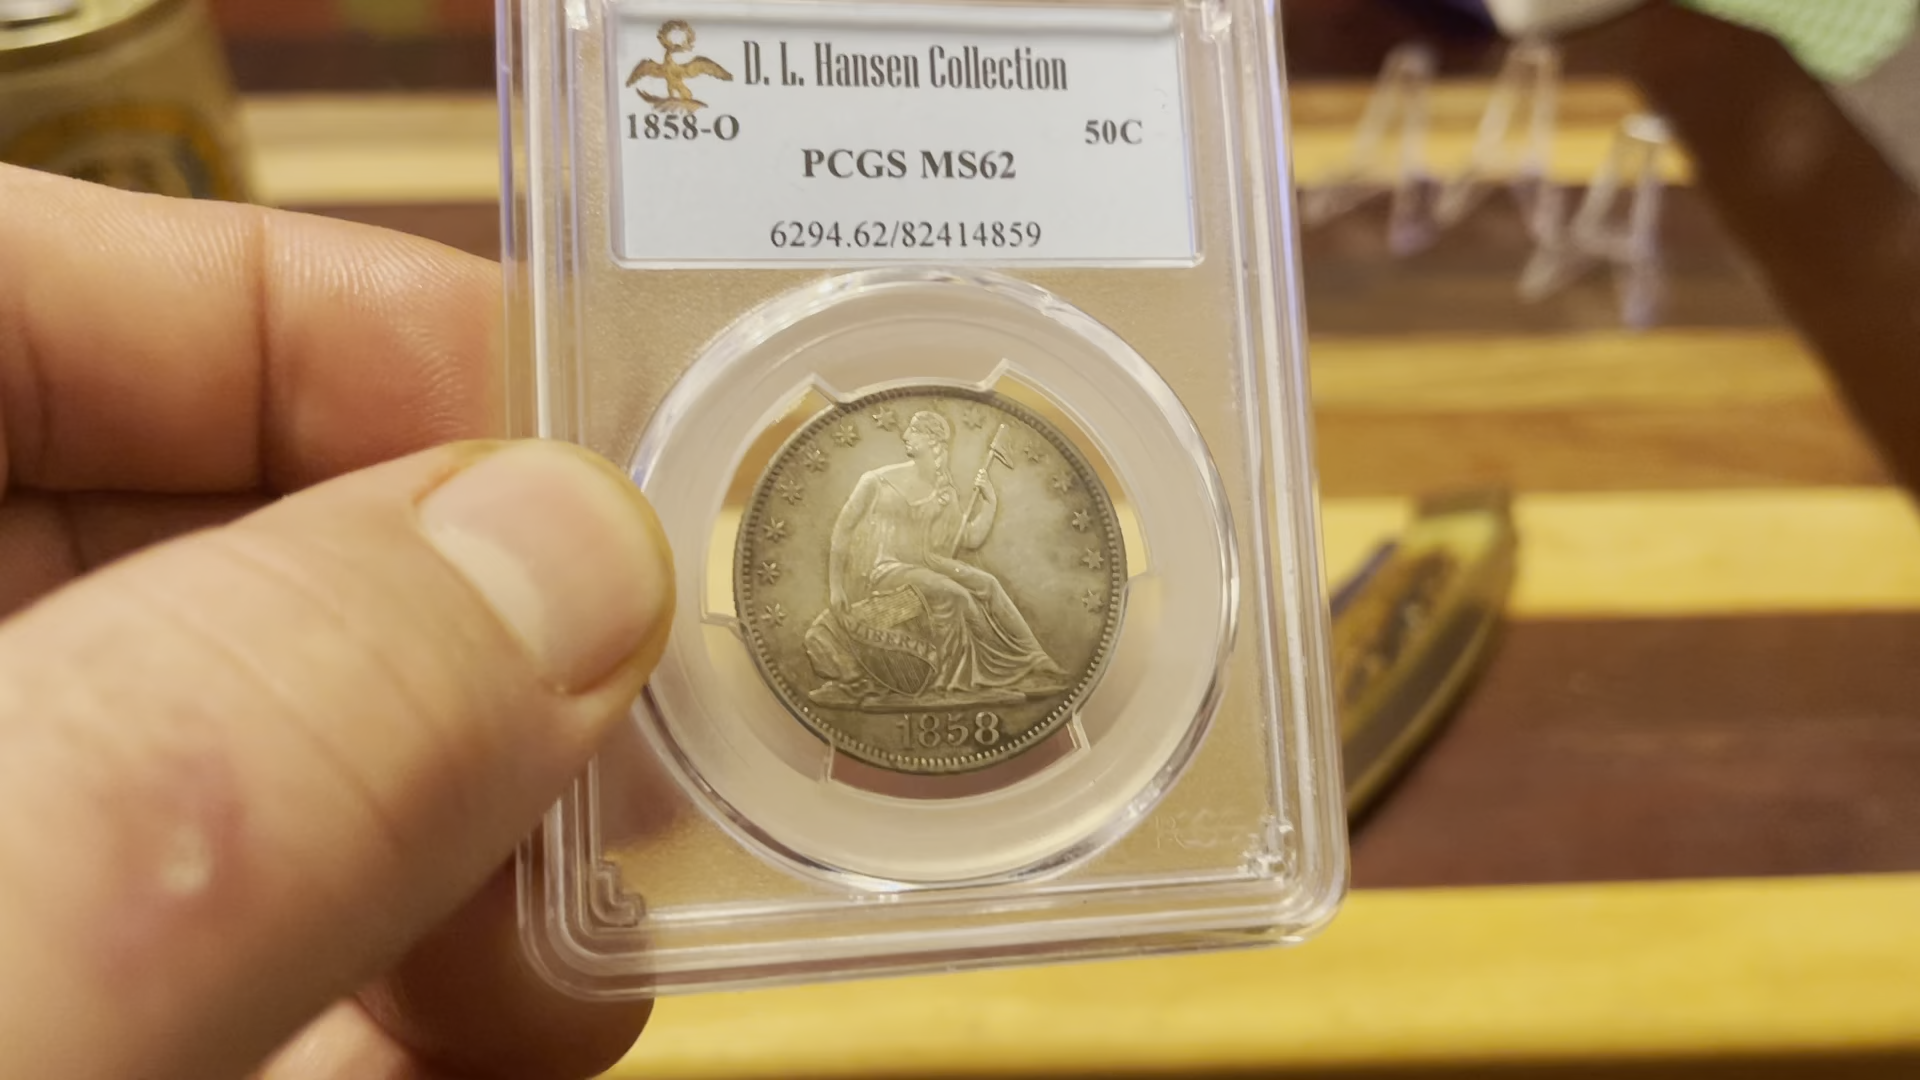 D. L. Hansen Collection
1858-O 50C
PCGS MS62
6294.62/82414859
LIBERTY
1858